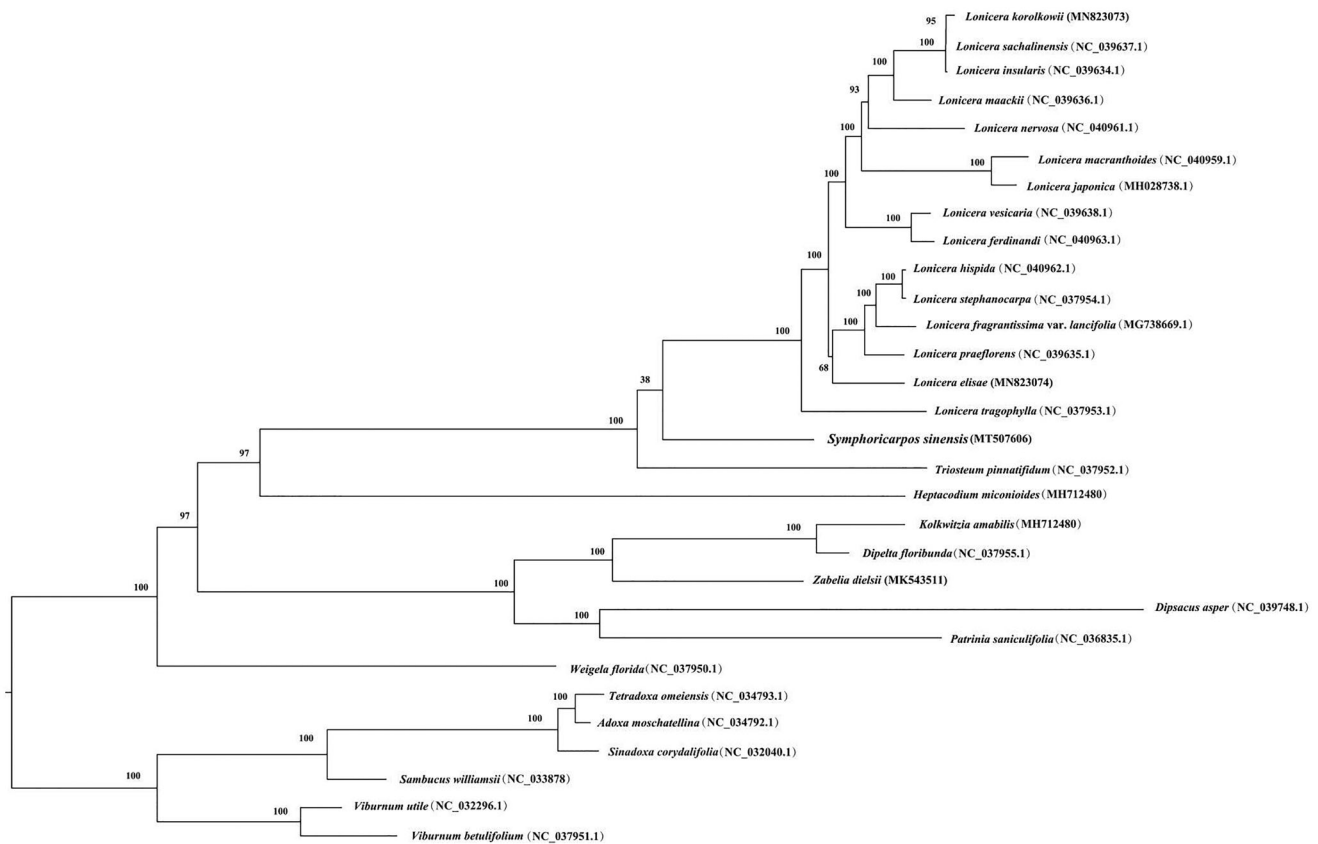 95
Lonicera korolkowii (MN823073)
100
Lonicera sachalinensis (NC_039637.1)
100
Lonicera insularis (NC_039634.1)
93
Lonicera maackii (NC_039636.1)
100
Lonicera nervosa (NC_040961.1)
100
Lonicera macranthoides (NC_040959.1)
100
Lonicera japonica (MH028738.1)
100
Lonicera vesicaria (NC_039638.1)
Lonicera ferdinandi (NC_040963.1)
100
100
Lonicera hispida (NC_040962.1)
100
Lonicera stephanocarpa (NC_037954.1)
100
Lonicera fragrantissima var. lancifolia (MG738669.1)
100
Lonicera praeflorens (NC_039635.1)
68
Lonicera elisae (MN823074)
38
Lonicera tragophylla (NC_037953.1)
100
Symphoricarpos sinensis (MT507606)
97
Triosteum pinnatifidum (NC_037952.1)
Heptacodium miconioides (MH712480)
97
100
Kolkwitzia amabilis (MH712480)
100
Dipelta floribunda (NC_037955.1)
100
100
Zabelia dielsii (MK543511)
100
Dipsacus asper (NC_039748.1)
Patrinia saniculifolia (NC_036835.1)
Weigela florida (NC_037950.1)
100
Tetradoxa omeiensis (NC_034793.1)
100
Adoxa moschatellina (NC_034792.1)
100
Sinadoxa corydalifolia (NC_032040.1)
100
Sambucus williamsii (NC_033878)
100
Viburnum utile (NC_032296.1)
Viburnum betulifolium (NC_037951.1)